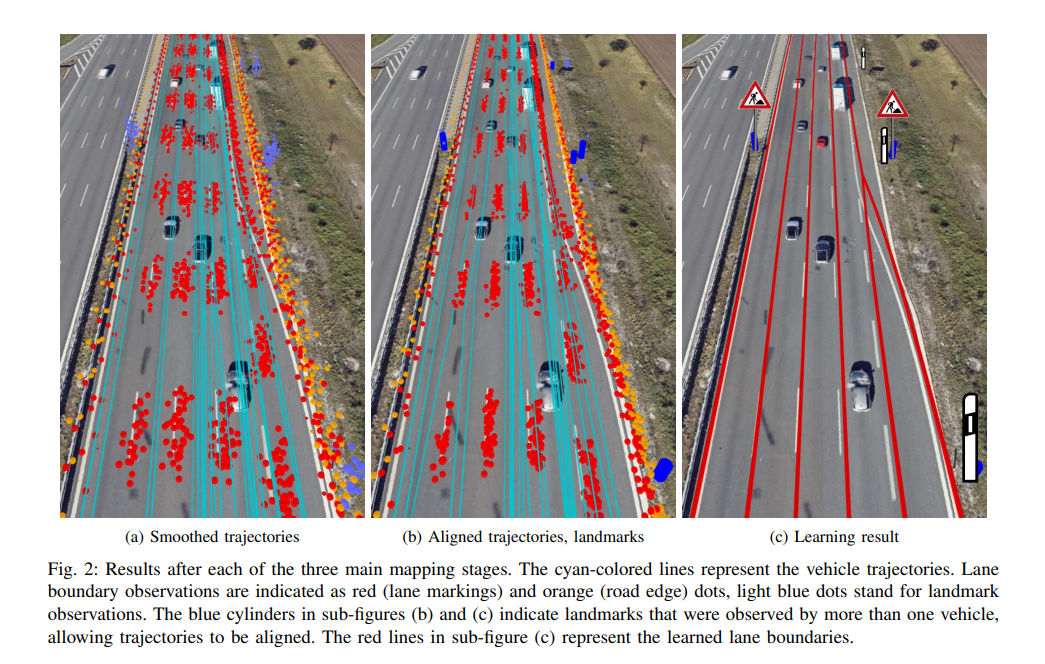 (a) Smoothed trajectories
(b) Aligned trajectories, landmarks
(c) Learning result
Fig. 2: Results after each of the three main mapping stages. The cyan-colored lines represent the vehicle trajectories. Lane
boundary observations are indicated as red (lane markings) and orange (road edge) dots, light blue dots stand for landmark
observations. The blue cylinders in sub-figures (b) and (c) indicate landmarks that were observed by more than one vehicle,
allowing trajectories to be aligned. The red lines in sub-figure (c) represent the learned lane boundaries.